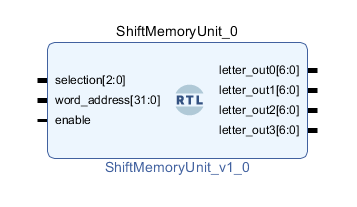 ShiftMemoryUnit_0
selection[2:0]
word_address[31:0]
enable
RTL
letter_out0[6:0]
letter_out1[6:0]
letter_out2[6:0]
letter_out3[6:0]
ShiftMemoryUnit_v1_0